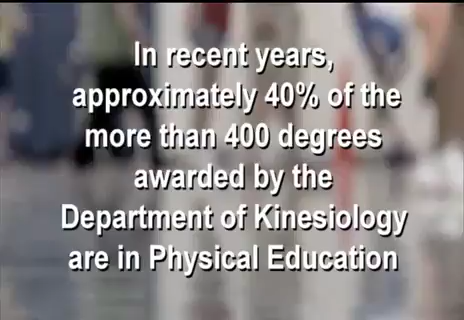 In recent years,
approximately 40% of the
more than 400 degrees
awarded by the
Department of Kinesiology
are in Physical Education